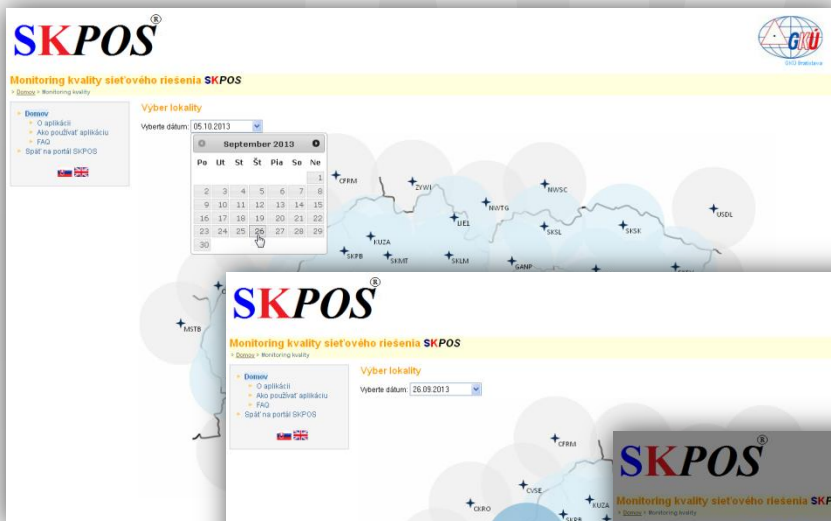 SKPOS®
GKÚ
GKÚ Bratislava
Monitoring kvality sieťového riešenia SKPOS
Domov > Monitoring kvality
Domov
O aplikácii
Ako používať aplikáciu
FAQ
Späť na portál SKPOS
Výber lokality
Vyberte dátum: 05.10.2013
September 2013
Po Ut St Št Pia So Ne
1
2 3 4 5 6 7 8
9 10 11 12 13 14 15
16 17 18 19 20 21 22
23 24 25 26 27 28 29
30
CFRM
ZYWI
NWSC
NWTG
LIE1
USDL
SKSL
SKSK
KUZA
SKPB
SKMT
SKLM
GANP
MSTB
SKPOS®
Monitoring kvality sieťového riešenia SKPOS
Domov > Monitoring kvality
Domov
O aplikácii
Ako používať aplikáciu
FAQ
Späť na portál SKPOS
Výber lokality
Vyberte dátum: 26.09.2013
CFRM
CVSE
CKRO
KUZA
SKPB
SKPOS®
Monitoring kvality sieťového riešenia SKP
Domov > Monitoring kvality